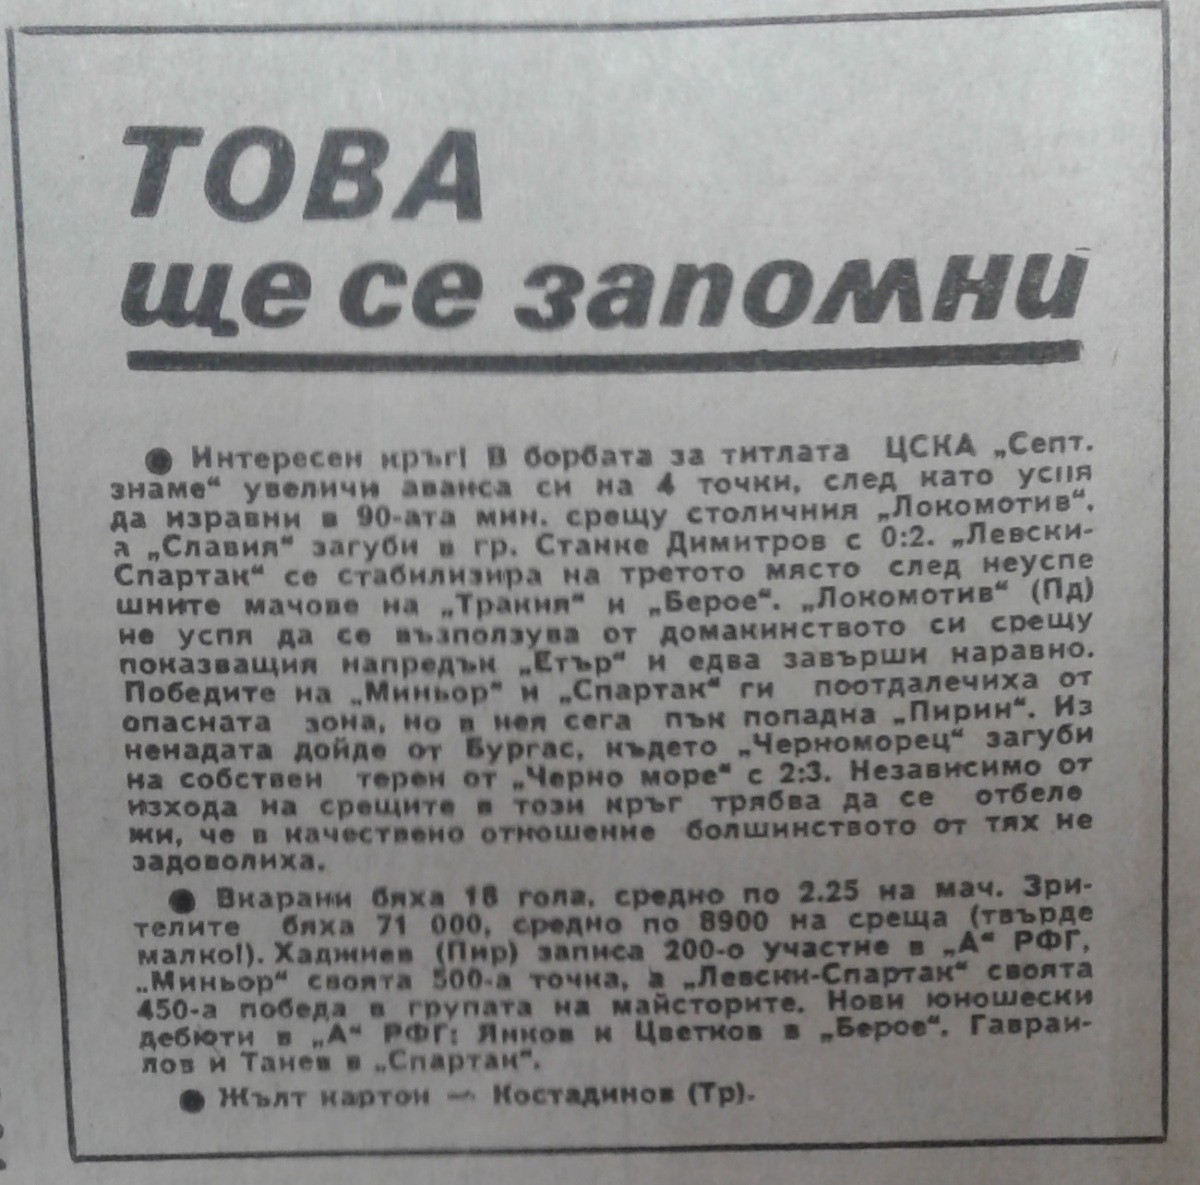 ТОВА
ще се запомни
● Интересен кръг! В борбата за титлата ЦСКА „Септ.
знаме“ увеличи аванса си на 4 точки, след като успя
да изравни в 90-ата мин. срещу столичния „Локомотив“,
а „Славия“ загуби в гр. Станке Димитров с 0:2. „Левски-
Спартак“ се стабилизира на третото място след неуспе
шните мачове на „Тракия“ и „Берое“. „Локомотив“ (Пд)
не успя да се възползува от домакинството си срещу
показващия напредък „Етър“ и едва завърши наравно.
Победите на „Миньор“ и „Спартак“ ги поотдалечиха от
опасната зона, но в нея сега пък попадна „Пирин“. Из
ненадата дойде от Бургас, където „Черноморец“ загуби
на собствен терен от „Черно море“ с 2:3. Независимо от
изхода на срещите в този кръг трябва да се отбеле
жи, че в качествено отношение болшинството от тях не
задоволиха.
● Вкарани бяха 18 гола, средно по 2.25 на мач. Зри-
телите бяха 71 000, средно по 8900 на среща (твърде
малко!). Хаджиев (Пир) записа 200-о участие в „А“ РФГ,
„Миньор“ своята 500-а точка, а „Левски-Спартак“ своята
450-а победа в групата на майсторите. Нови юношески
дебюти в „А“ РФГ: Янков и Цветков в „Берое“, Гавраи-
лов и Танев в „Спартак“.
● Жълт картон — Костадинов (Тр).